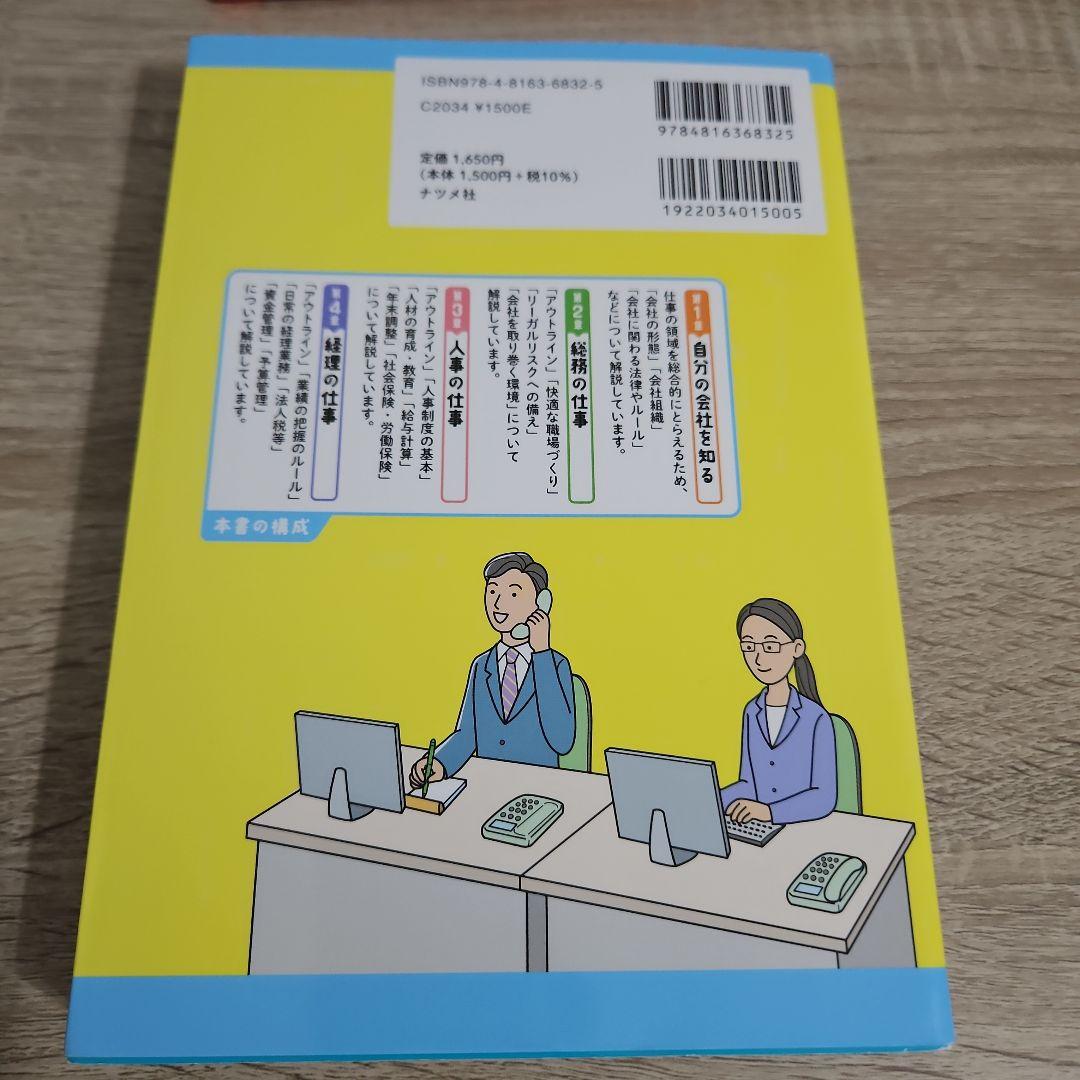 ISBN978-4-8163-6832-5
C2034 ¥1500E
定価 1,650円
（本体 1,500円＋税10%）
ナツメ社
9784816368325
1922034015005
第1章 自分の会社を知る
仕事の領域を総合的にとらえるため、
「会社の形態」「会社組織」
「会社に関わる法律やルール」
などについて解説しています。
第2章 総務の仕事
「アウトライン」「快適な職場づくり」
「リーガルリスクへの備え」
「会社を取り巻く環境」について
解説しています。
第3章 人事の仕事
「アウトライン」「人事制度の基本」
「人材の育成・教育」「給与計算」
「年末調整」「社会保険・労働保険」
について解説しています。
第4章 経理の仕事
「アウトライン」「業績の把握のルール」
「日常の経理業務」「法人税等」
「資金管理」「予算管理」
について解説しています。
本書の構成